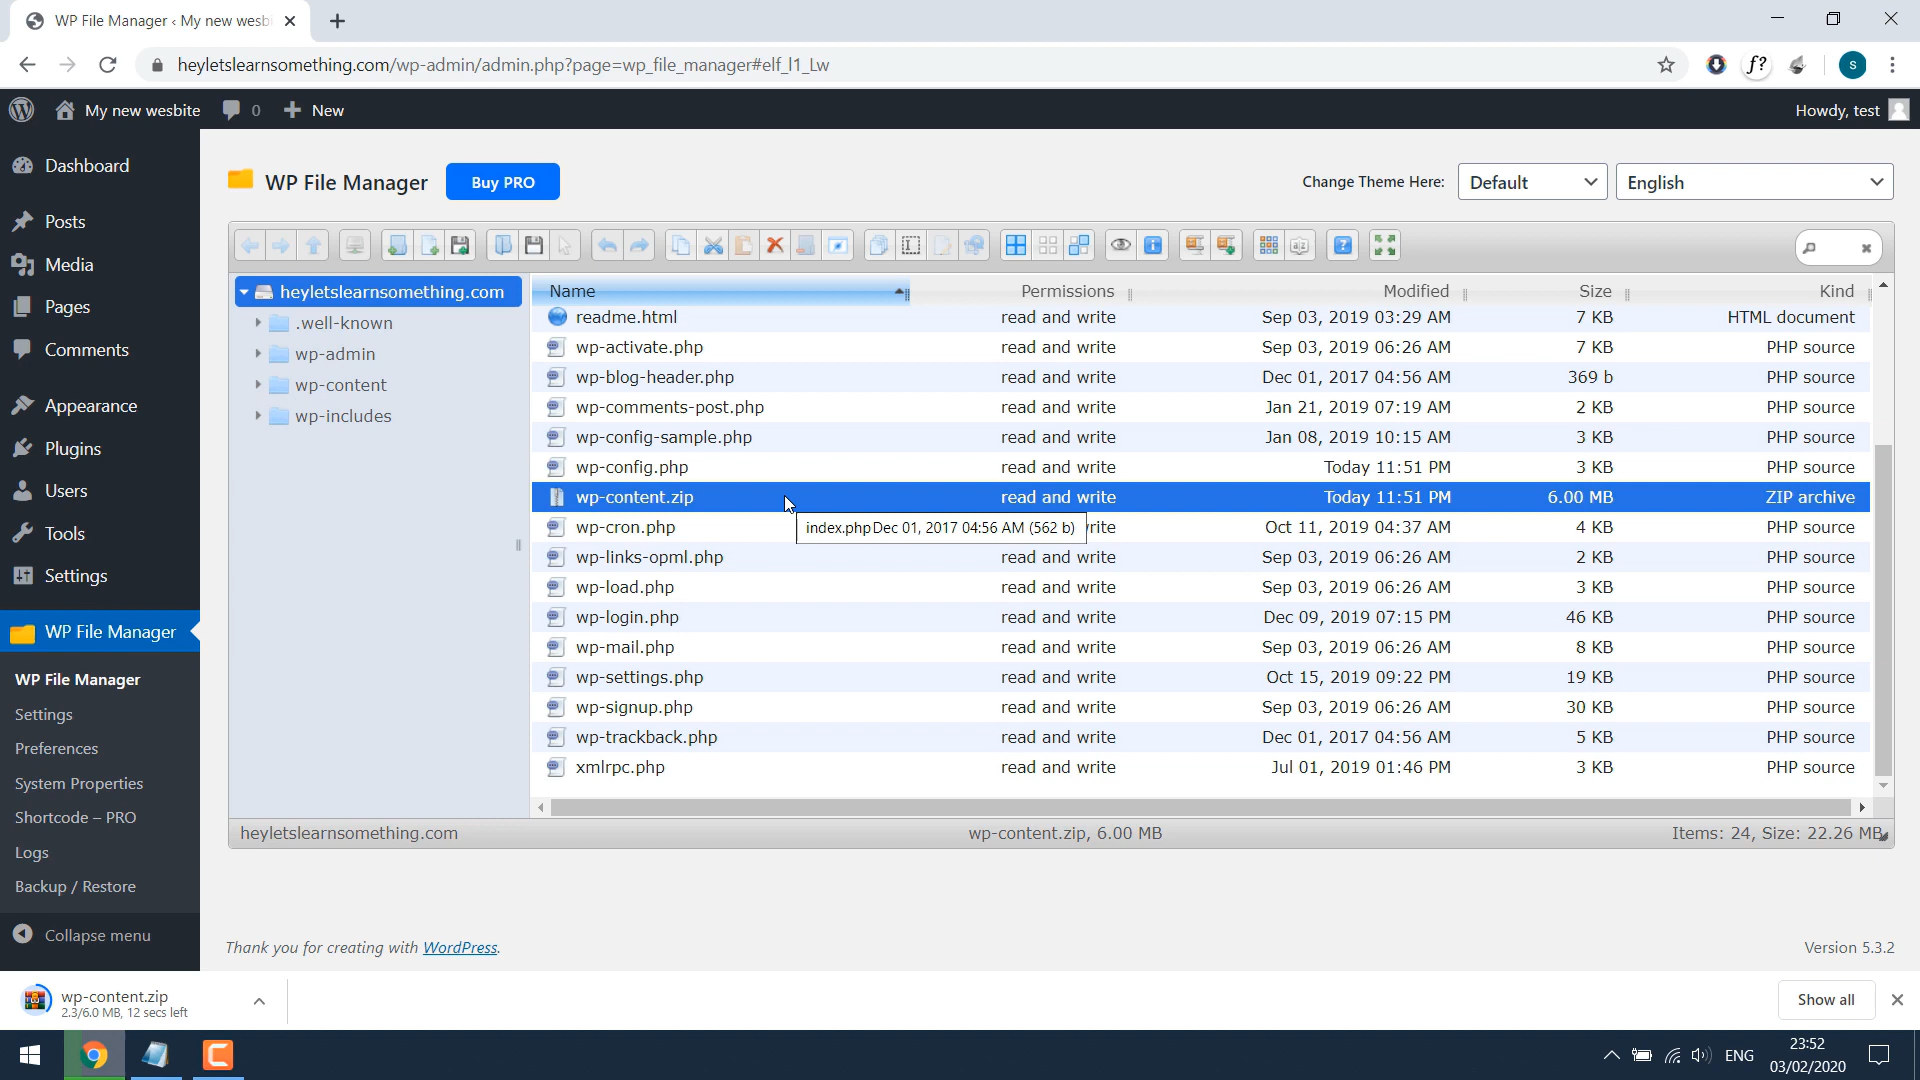 WP File Manager ‹ My new wesb
heyletslearnsomething.com/wp-admin/admin.php?page=wp_file_manager#elf_l1_Lw
f?
s
My new wesbite
0
New
Howdy, test
Dashboard
Posts
Media
Pages
Comments
Appearance
Plugins
Users
Tools
Settings
WP File Manager
WP File Manager
Settings
Preferences
System Properties
Shortcode – PRO
Logs
Backup / Restore
Collapse menu
WP File Manager
Buy PRO
Change Theme Here:
Default
English
heyletslearnsomething.com
.well-known
wp-admin
wp-content
wp-includes
Name Permissions Modified Size Kind
readme.html read and write Sep 03, 2019 03:29 AM 7 KB HTML document
wp-activate.php read and write Sep 03, 2019 06:26 AM 7 KB PHP source
wp-blog-header.php read and write Dec 01, 2017 04:56 AM 369 b PHP source
wp-comments-post.php read and write Jan 21, 2019 07:19 AM 2 KB PHP source
wp-config-sample.php read and write Jan 08, 2019 10:15 AM 3 KB PHP source
wp-config.php read and write Today 11:51 PM 3 KB PHP source
wp-content.zip read and write Today 11:51 PM 6.00 MB ZIP archive
index.phpDec 01, 2017 04:56 AM (562 b)
wp-cron.php write Oct 11, 2019 04:37 AM 4 KB PHP source
wp-links-opml.php read and write Sep 03, 2019 06:26 AM 2 KB PHP source
wp-load.php read and write Sep 03, 2019 06:26 AM 3 KB PHP source
wp-login.php read and write Dec 09, 2019 07:15 PM 46 KB PHP source
wp-mail.php read and write Sep 03, 2019 06:26 AM 8 KB PHP source
wp-settings.php read and write Oct 15, 2019 09:22 PM 19 KB PHP source
wp-signup.php read and write Sep 03, 2019 06:26 AM 30 KB PHP source
wp-trackback.php read and write Dec 01, 2017 04:56 AM 5 KB PHP source
xmlrpc.php read and write Jul 01, 2019 01:46 PM 3 KB PHP source
heyletslearnsomething.com wp-content.zip, 6.00 MB Items: 24, Size: 22.26 MB
Thank you for creating with WordPress.
Version 5.3.2
wp-content.zip
2.3/6.0 MB, 12 secs left
Show all
ENG
23:52
03/02/2020